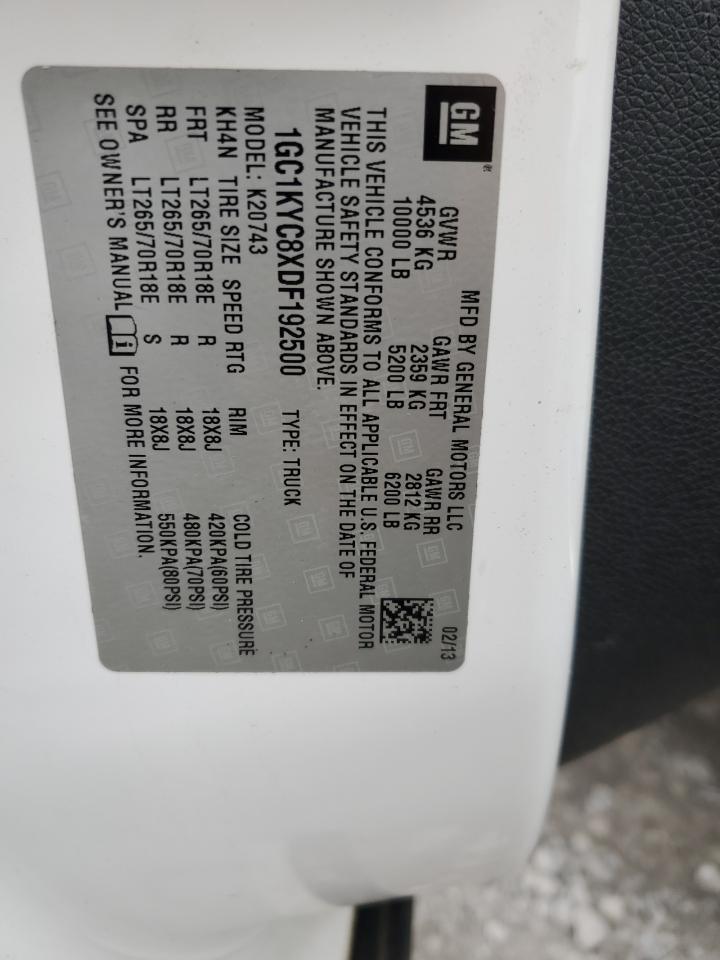 GM
MFD BY GENERAL MOTORS LLC 02/13
GVWR GAWR FRT GAWR RR
4536 KG 2359 KG 2812 KG
10000 LB 5200 LB 6200 LB
THIS VEHICLE CONFORMS TO ALL APPLICABLE U.S. FEDERAL MOTOR
VEHICLE SAFETY STANDARDS IN EFFECT ON THE DATE OF
MANUFACTURE SHOWN ABOVE.
1GC1KYC8XDF192500 TYPE: TRUCK
MODEL: K20743
KH4N TIRE SIZE SPEED RTG RIM COLD TIRE PRESSURE
FRT LT265/70R18E R 18X8J 420KPA(60PSI)
RR LT265/70R18E R 18X8J 480KPA(70PSI)
SPA LT265/70R18E S 18X8J 550KPA(80PSI)
SEE OWNER'S MANUAL FOR MORE INFORMATION.